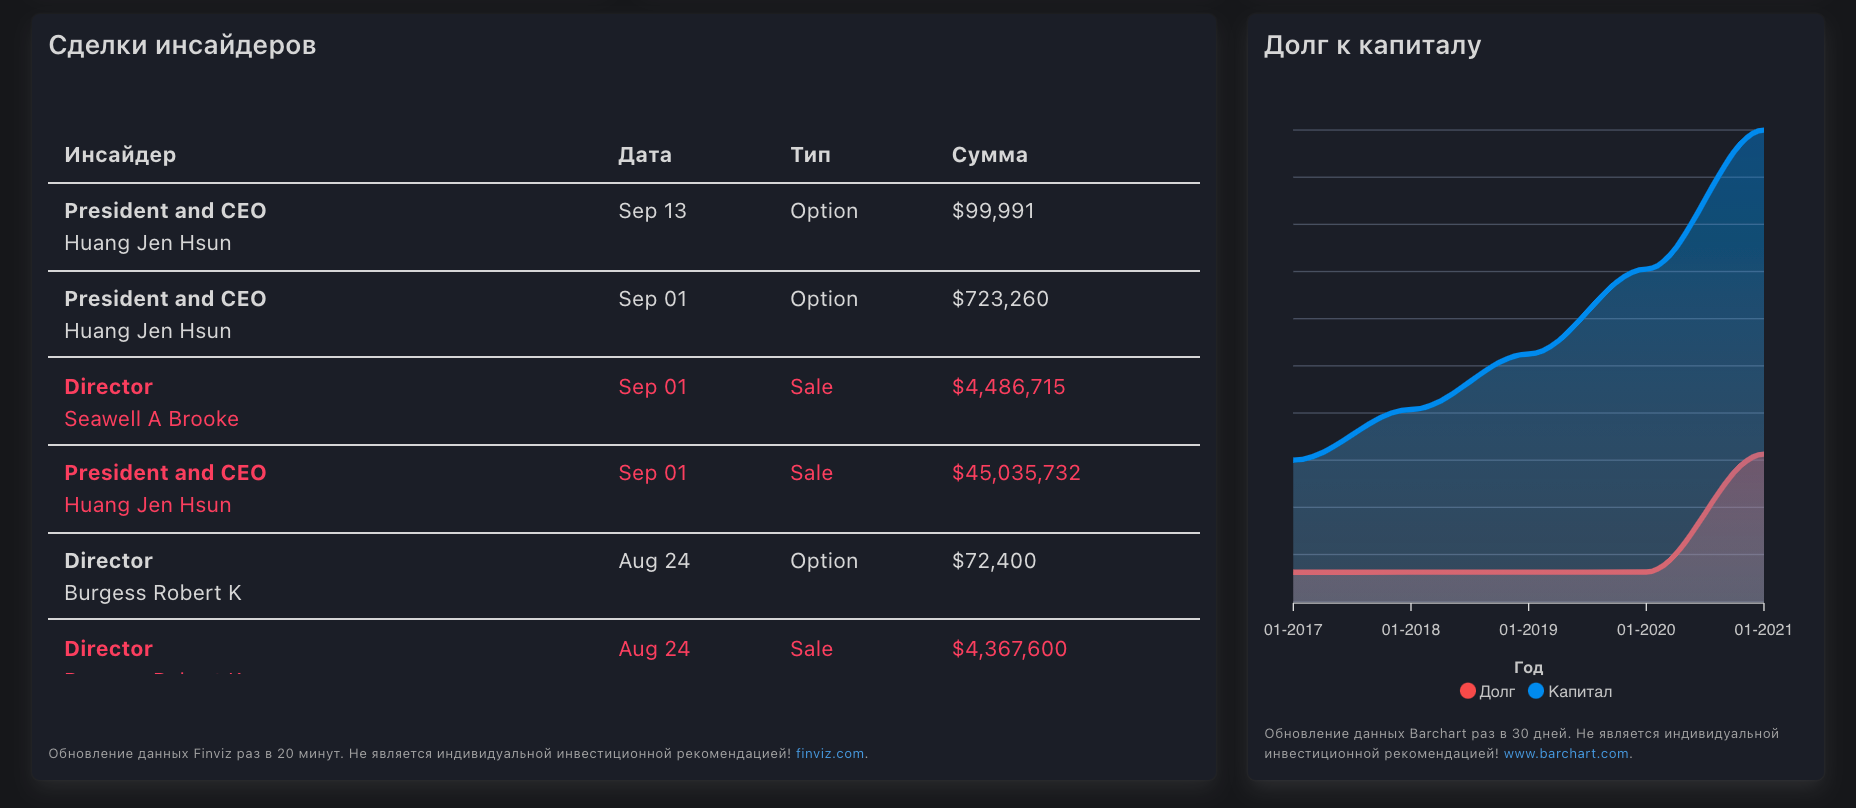 Сделки инсайдеров
Инсайдер Дата Тип Сумма
President and CEO Sep 13 Option $99,991
Huang Jen Hsun
President and CEO Sep 01 Option $723,260
Huang Jen Hsun
Director Sep 01 Sale $4,486,715
Seawell A Brooke
President and CEO Sep 01 Sale $45,035,732
Huang Jen Hsun
Director Aug 24 Option $72,400
Burgess Robert K
Director Aug 24 Sale $4,367,600
Обновление данных Finviz раз в 20 минут. Не является индивидуальной инвестиционной рекомендацией! finviz.com.
Долг к капиталу
01-2017 01-2018 01-2019 01-2020 01-2021
Год
Долг Капитал
Обновление данных Barchart раз в 30 дней. Не является индивидуальной
инвестиционной рекомендацией! www.barchart.com.